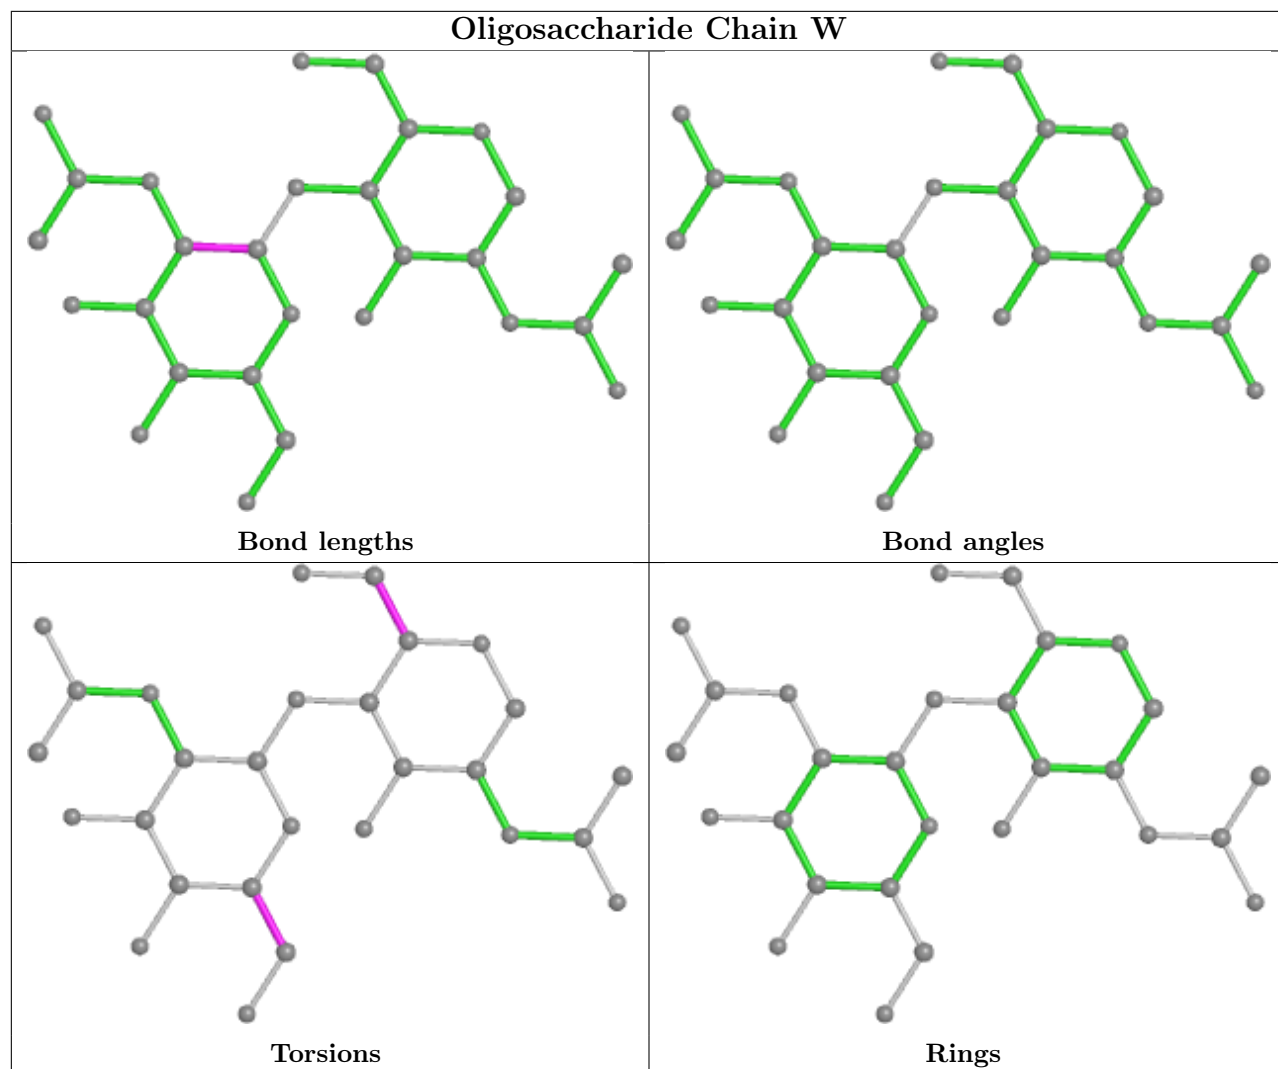 Oligosaccharide Chain W
Bond lengths
Bond angles
Torsions
Rings